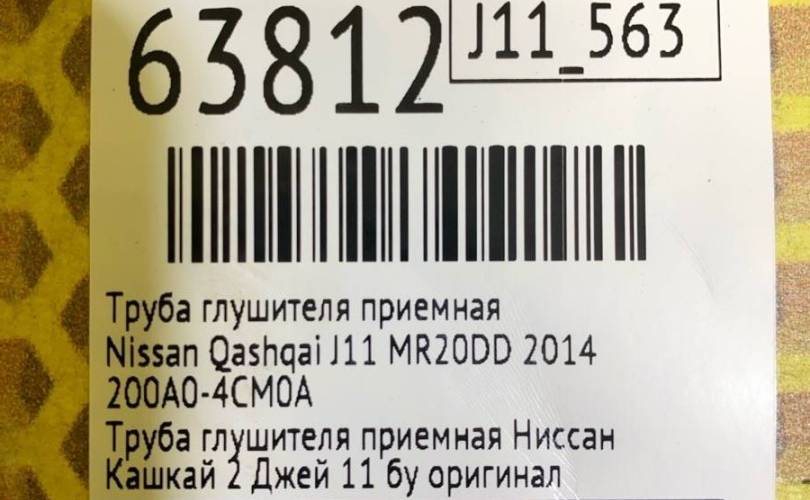 63812
J11_563
Труба глушителя приемная
Nissan Qashqai J11 MR20DD 2014
200A0-4CM0A
Труба глушителя приемная Ниссан
Кашкай 2 Джей 11 бу оригинал